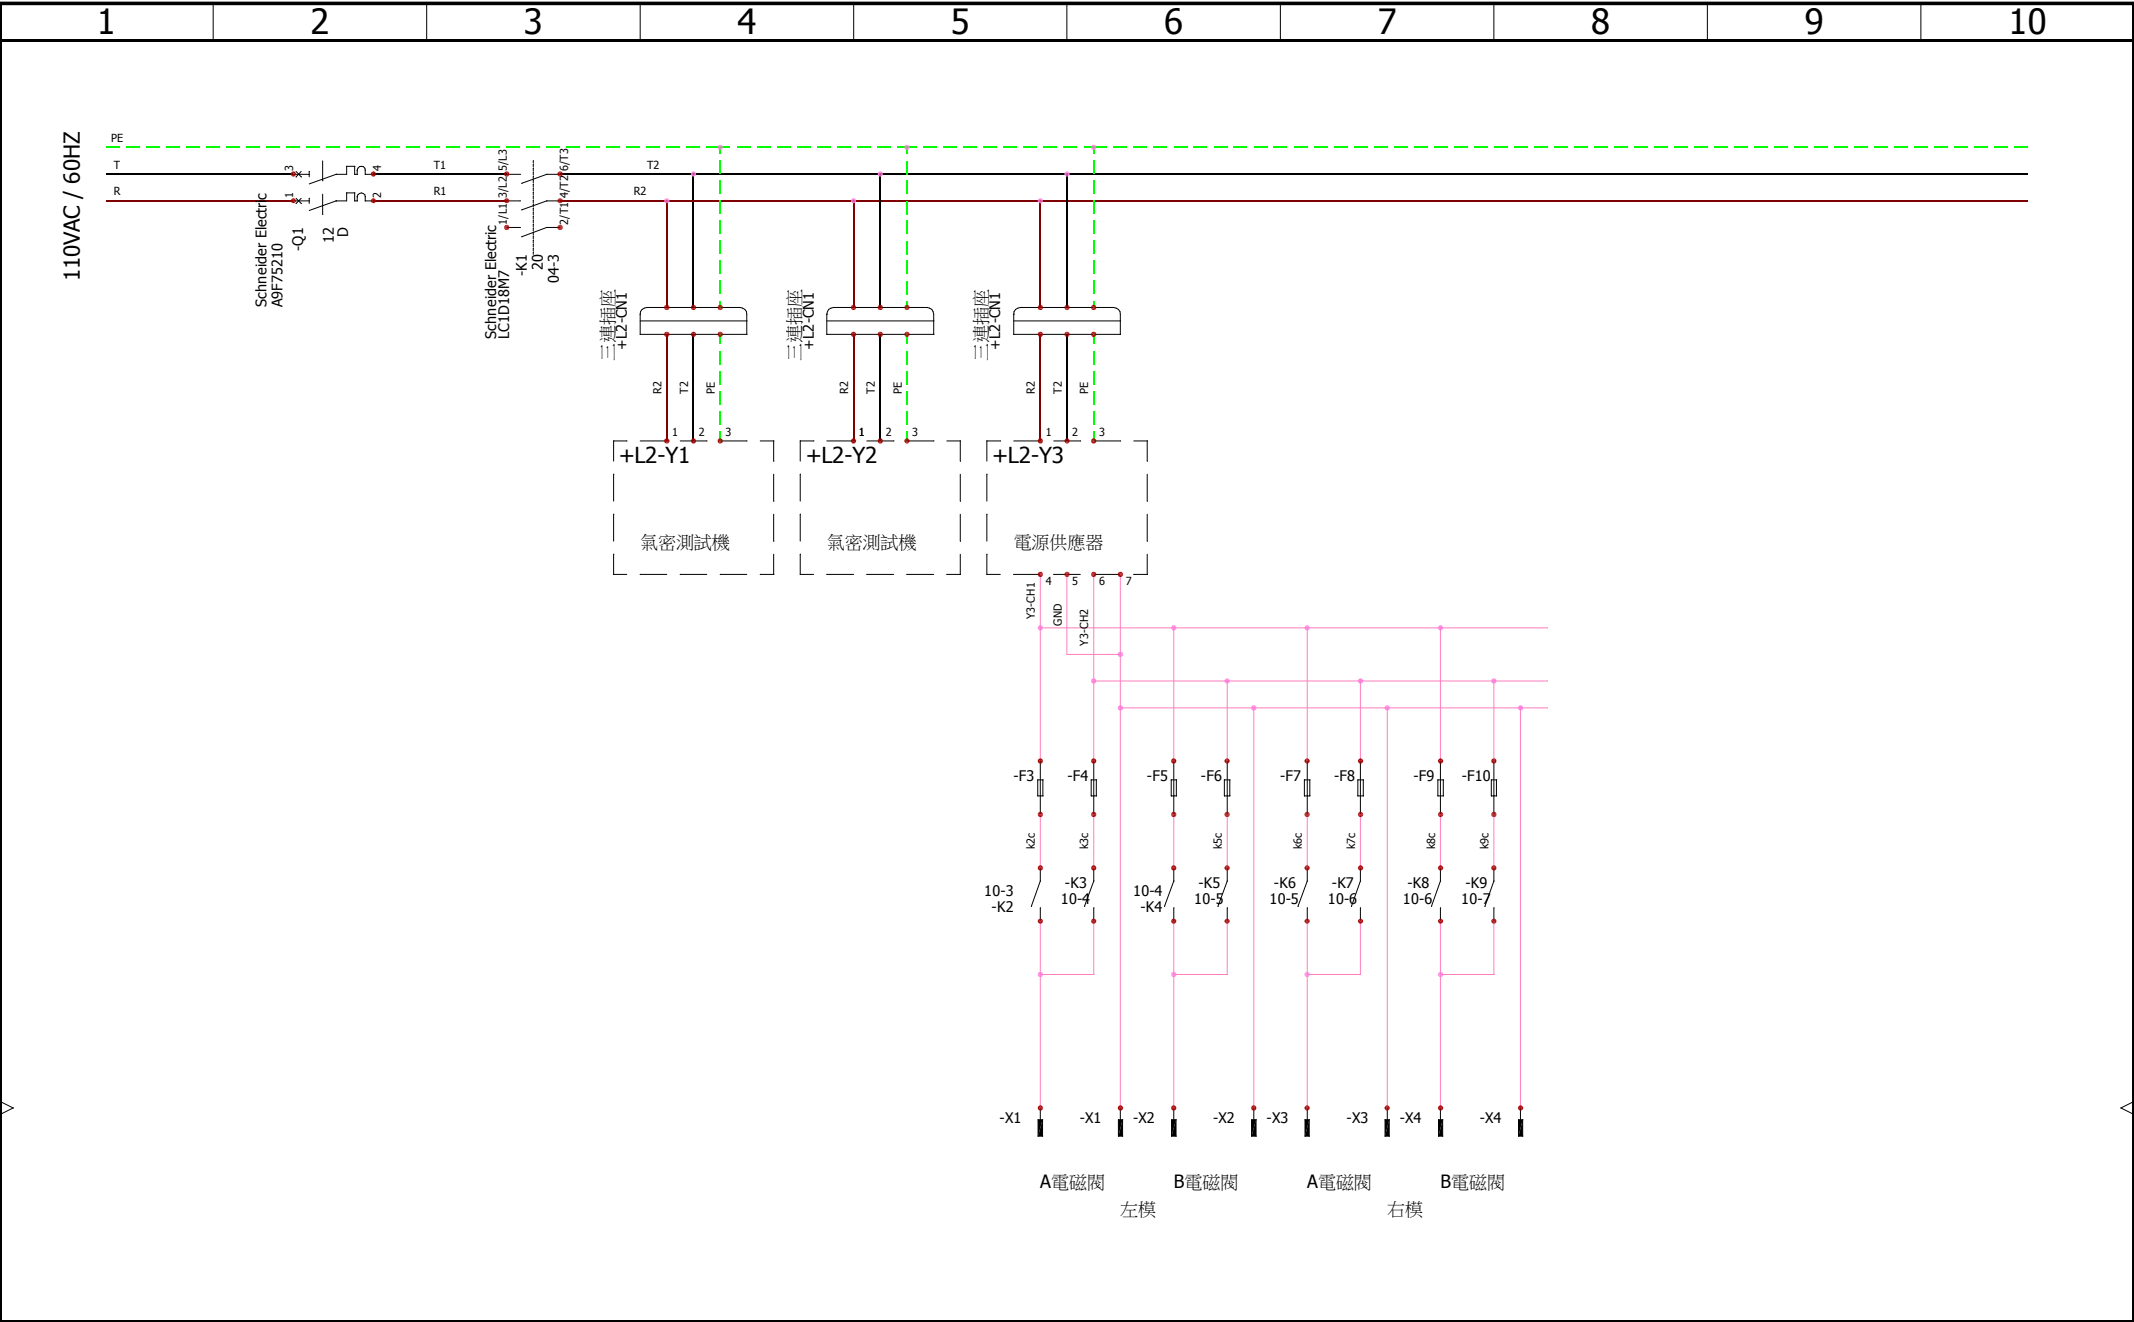 1 2 3 4 5 6 7 8 9 10
110VAC / 60HZ
PE
T
R
3
4
1
2
Schneider Electric
A9F75210
-Q1
12
D
T1
R1
5/L3
3/L2
1/L1
6/T3
4/T2
2/T1
Schneider Electric
LC1D18M7
-K1
20
04-3
T2
R2
三連插座
+L2-CN1
三連插座
+L2-CN1
三連插座
+L2-CN1
R2 T2 PE
R2 T2 PE
R2 T2 PE
1 2 3
1 2 3
1 2 3
+L2-Y1
+L2-Y2
+L2-Y3
氣密測試機
氣密測試機
電源供應器
4 5 6 7
Y3-CH1
GND
Y3-CH2
-F3 -F4 -F5 -F6 -F7 -F8 -F9 -F10
k2c k3c k5c k6c k7c k8c k9c
10-3
-K2
-K3
10-4
10-4
-K4
-K5
10-5
-K6
10-5
-K7
10-6
-K8
10-6
-K9
10-7
-X1 -X1 -X2 -X2 -X3 -X3 -X4 -X4
A電磁閥 B電磁閥 A電磁閥 B電磁閥
左模 右模